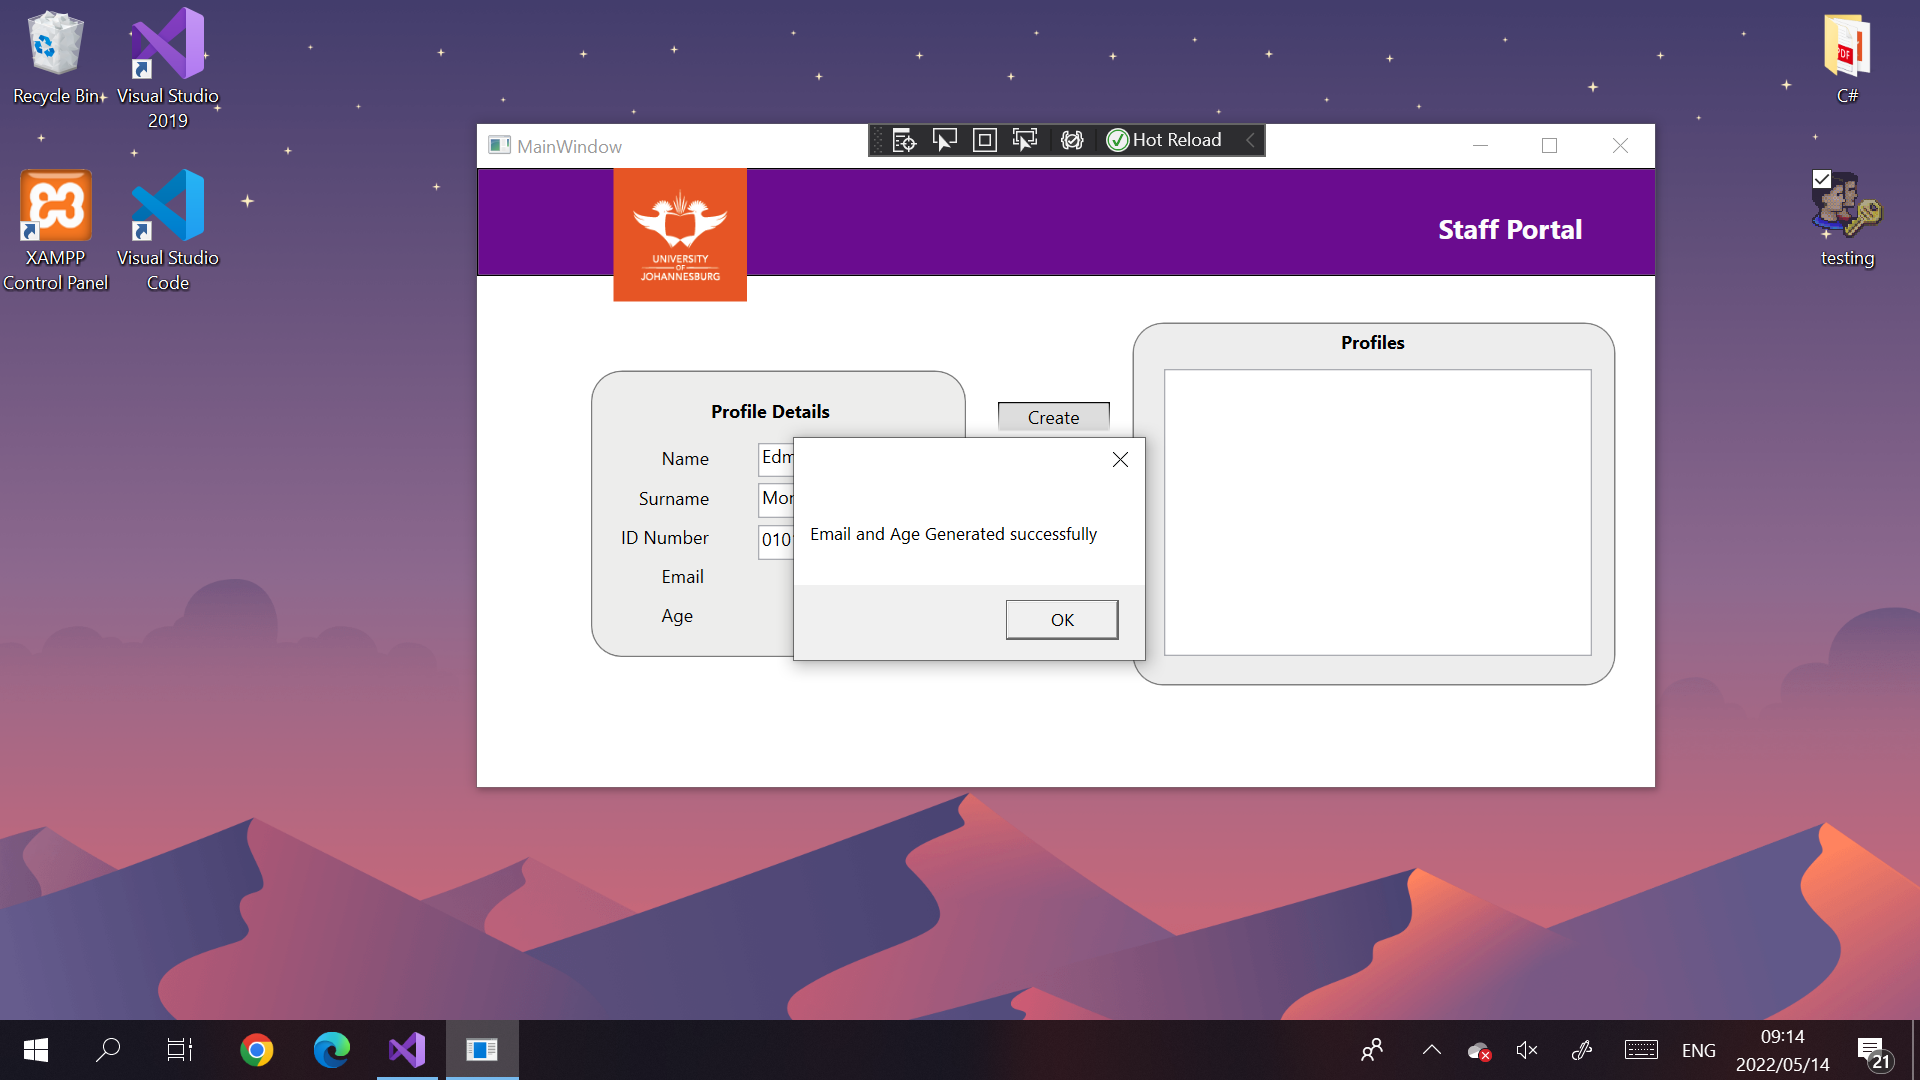 Recycle Bin
Visual Studio
2019
XAMPP
Control Panel
Visual Studio
Code
C#
PDF
testing
MainWindow
Hot Reload
UNIVERSITY
OF
JOHANNESBURG
Staff Portal
Profile Details
Name
Edm
Surname
Mor
ID Number
010
Email
Age
Create
Profiles
Email and Age Generated successfully
OK
ENG
09:14
2022/05/14
21